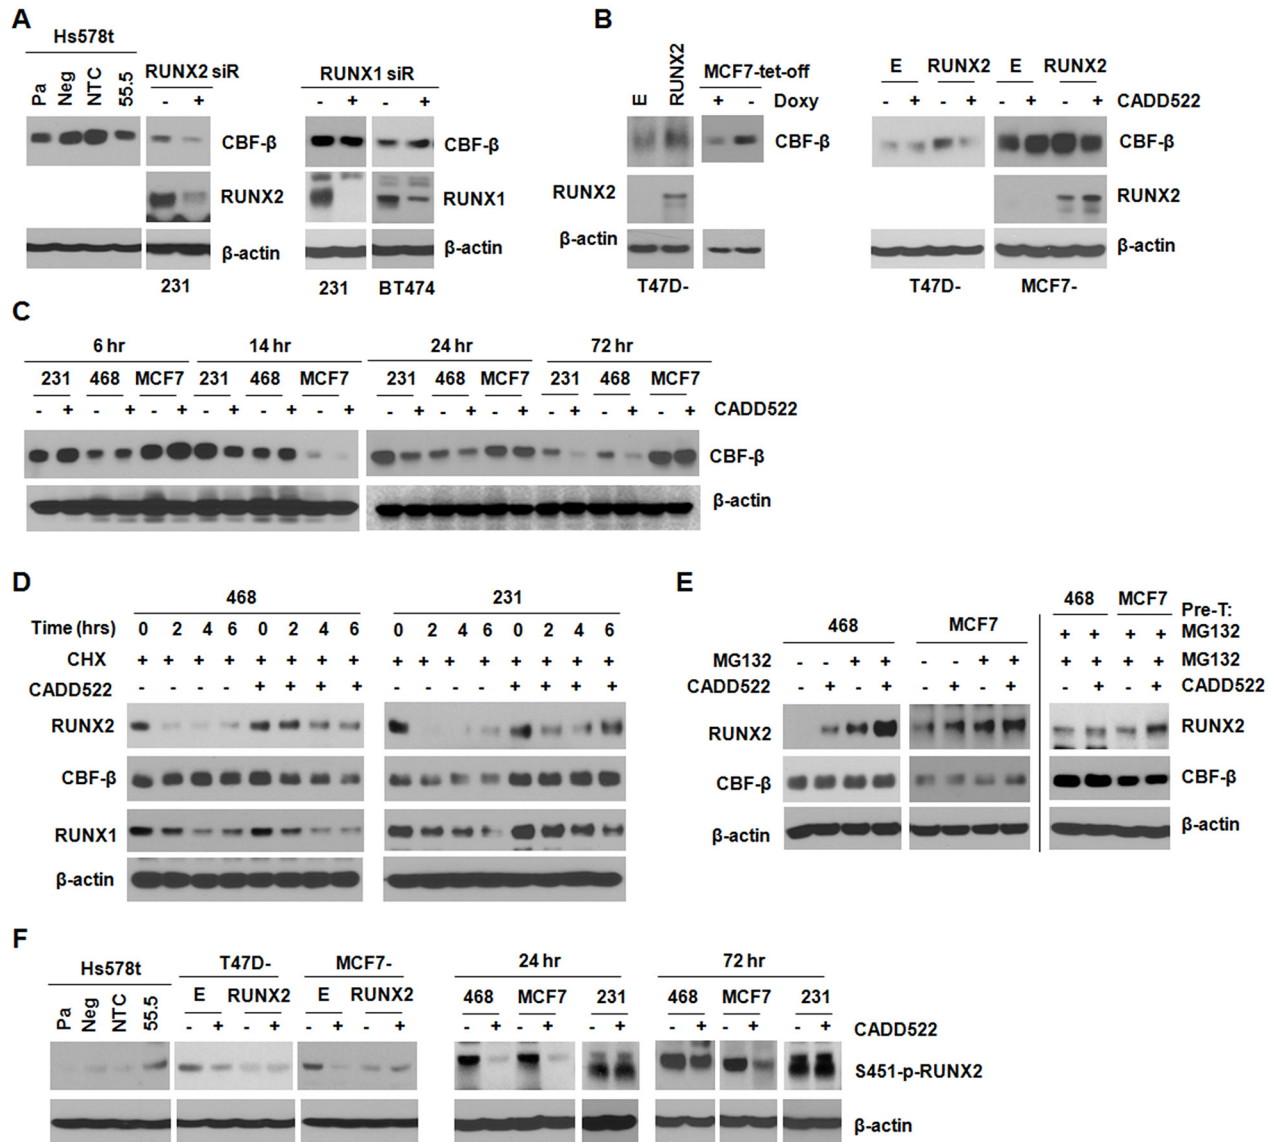 A
Hs578t
Pa Neg NTC 55.5
RUNX2 siR
- +
RUNX1 siR
- + - +
CBF-β
CBF-β
RUNX2
RUNX1
β-actin
β-actin
231
231 BT474
B
E RUNX2
MCF7-tet-off
+ - Doxy
E RUNX2 E RUNX2
- + - + - + - + CADD522
CBF-β
CBF-β
RUNX2
RUNX2
β-actin
β-actin
T47D-
T47D- MCF7-
C
6 hr 14 hr 24 hr 72 hr
231 468 MCF7 231 468 MCF7 231 468 MCF7 231 468 MCF7
- + - + - + - + - + - + - + - + - + - + - + - + CADD522
CBF-β
β-actin
D
468 231
Time (hrs) 0 2 4 6 0 2 4 6 0 2 4 6 0 2 4 6
CHX + + + + + + + + + + + + + + + +
CADD522 - - - - + + + + - - - - + + + +
RUNX2
CBF-β
RUNX1
β-actin
E
468 MCF7
468 MCF7 Pre-T:
+ + + + MG132
MG132 - - + + - - + + + + + + MG132
CADD522 - + - + - + - + - + - + CADD522
RUNX2 RUNX2
CBF-β CBF-β
β-actin β-actin
F
Hs578t T47D- MCF7- 24 hr 72 hr
Pa Neg NTC 55.5 E RUNX2 E RUNX2 468 MCF7 231 468 MCF7 231
- + - + - + - + - + - + - + - + - + - + CADD522
S451-p-RUNX2
β-actin